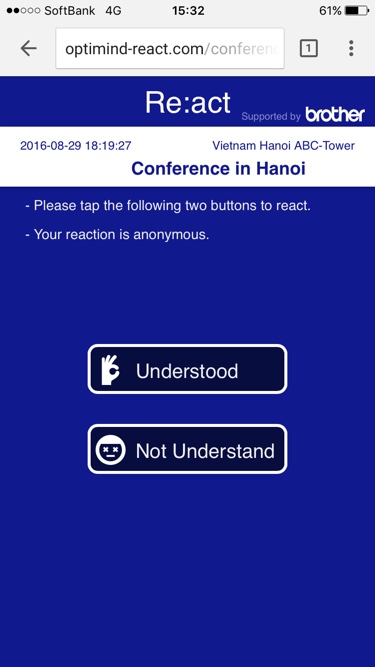 SoftBank 4G 15:32 61%
optimind-react.com/conferenc
1
Re:act
Supported by brother
2016-08-29 18:19:27 Vietnam Hanoi ABC-Tower
Conference in Hanoi
- Please tap the following two buttons to react.
- Your reaction is anonymous.
Understood
Not Understand